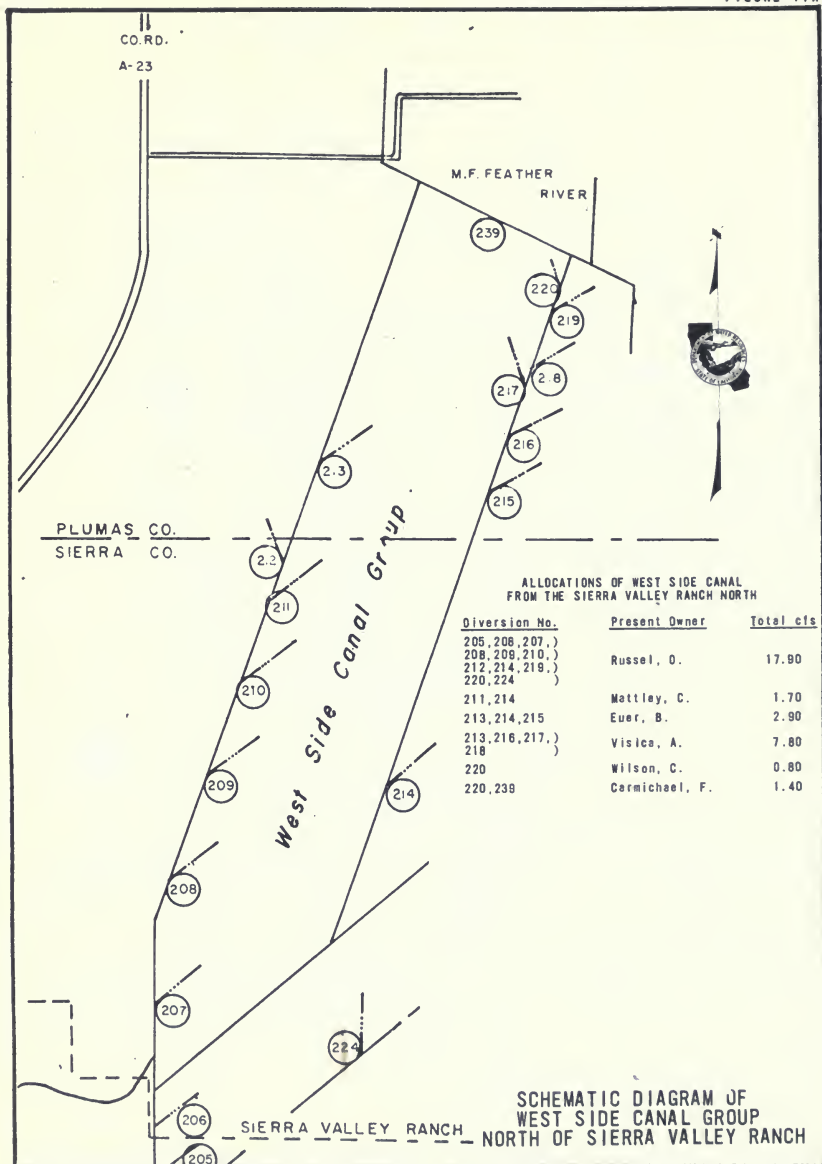 CO.RD.
A-23
M.F. FEATHER
RIVER
239
220
219
2.8
217
216
215
2.3
PLUMAS CO.
SIERRA CO.
2.2
211
210
209
208
207
206
205
214
224
West Side Canal Group
ALLOCATIONS OF WEST SIDE CANAL
FROM THE SIERRA VALLEY RANCH NORTH
Diversion No. Present Owner Total cfs
205,206,207,)
208,209,210,)
212,214,219,) Russel, O. 17.90
220,224 )
211,214 Mattley, C. 1.70
213,214,215 Euer, B. 2.90
213,216,217,) Visica, A. 7.80
218 )
220 Wilson, C. 0.80
220,239 Carmichael, F. 1.40
SIERRA VALLEY RANCH
SCHEMATIC DIAGRAM OF
WEST SIDE CANAL GROUP
NORTH OF SIERRA VALLEY RANCH